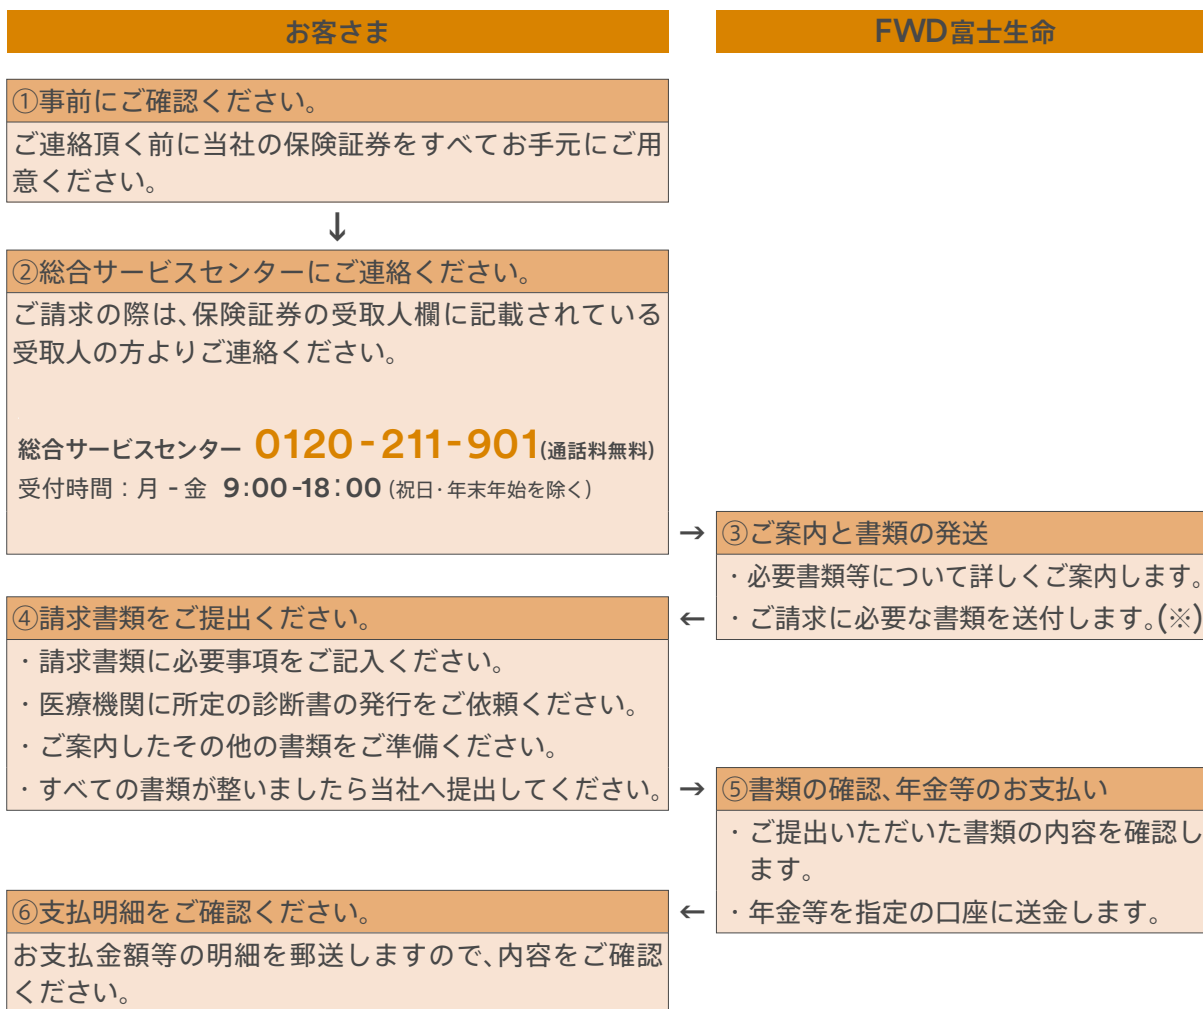 お客さま
FWD富士生命
①事前にご確認ください。
ご連絡頂く前に当社の保険証券をすべてお手元にご用
意ください。
↓
②総合サービスセンターにご連絡ください。
ご請求の際は、保険証券の受取人欄に記載されている
受取人の方よりご連絡ください。
総合サービスセンター 0120-211-901(通話料無料)
受付時間：月-金 9:00-18:00(祝日・年末年始を除く)
→
③ご案内と書類の発送
・必要書類等について詳しくご案内します。
・ご請求に必要な書類を送付します。(※)
←
④請求書類をご提出ください。
・請求書類に必要事項をご記入ください。
・医療機関に所定の診断書の発行をご依頼ください。
・ご案内したその他の書類をご準備ください。
・すべての書類が整いましたら当社へ提出してください。
→
⑤書類の確認、年金等のお支払い
・ご提出いただいた書類の内容を確認し
ます。
・年金等を指定の口座に送金します。
←
⑥支払明細をご確認ください。
お支払金額等の明細を郵送しますので、内容をご確認
ください。